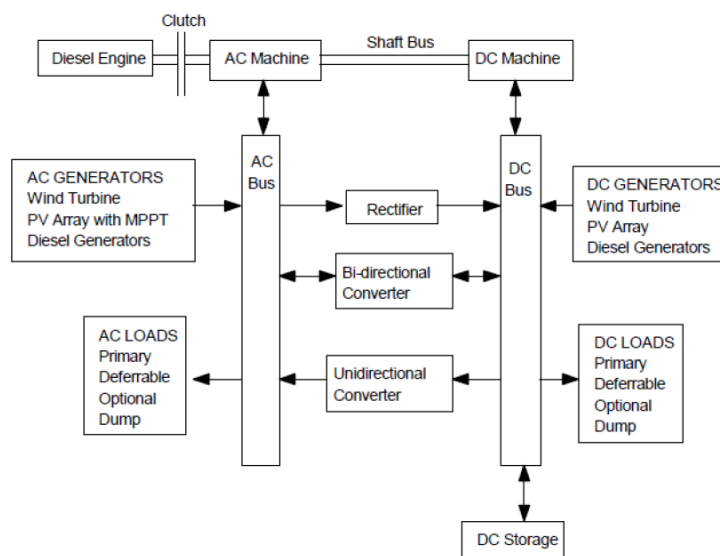 Clutch
Diesel Engine
AC Machine
Shaft Bus
DC Machine
AC GENERATORS
Wind Turbine
PV Array with MPPT
Diesel Generators
AC
Bus
Rectifier
DC
Bus
DC GENERATORS
Wind Turbine
PV Array
Diesel Generators
Bi-directional
Converter
AC LOADS
Primary
Deferrable
Optional
Dump
Unidirectional
Converter
DC LOADS
Primary
Deferrable
Optional
Dump
DC Storage